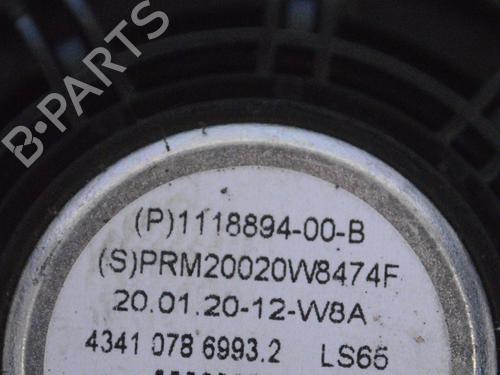 B·PARTS
(P)1118894-00-B
(S)PRM20020W8474F
20.01.20-12-W8A
4341 078 6993.2 LS65